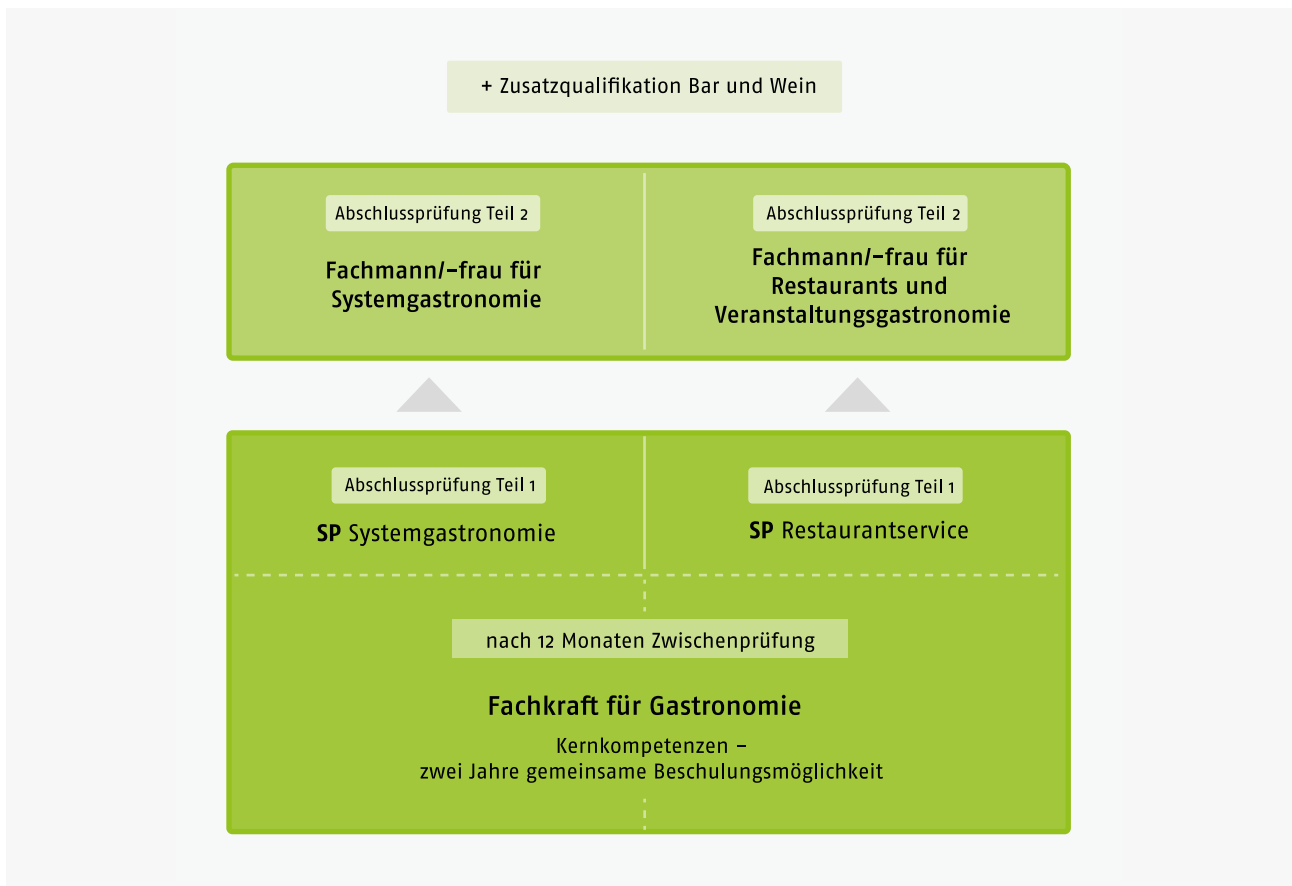 + Zusatzqualifikation Bar und Wein
Abschlussprüfung Teil 2
Fachmann/-frau für
Systemgastronomie
Abschlussprüfung Teil 2
Fachmann/-frau für
Restaurants und
Veranstaltungsgastronomie
Abschlussprüfung Teil 1
SP Systemgastronomie
Abschlussprüfung Teil 1
SP Restaurantservice
nach 12 Monaten Zwischenprüfung
Fachkraft für Gastronomie
Kernkompetenzen –
zwei Jahre gemeinsame Beschulungsmöglichkeit